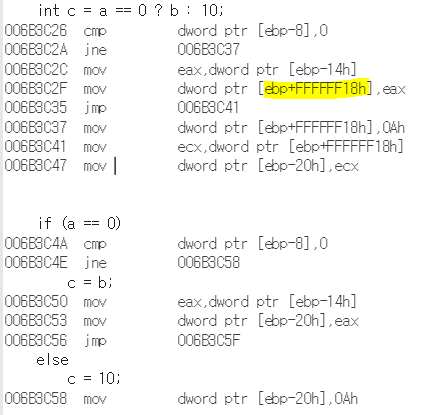 int c = a == 0 ? b : 10;
006B3C26 cmp dword ptr [ebp-8],0
006B3C2A jne 006B3C37
006B3C2C mov eax,dword ptr [ebp-14h]
006B3C2F mov dword ptr [ebp+FFFFFF18h],eax
006B3C35 jmp 006B3C41
006B3C37 mov dword ptr [ebp+FFFFFF18h],0Ah
006B3C41 mov ecx,dword ptr [ebp+FFFFFF18h]
006B3C47 mov dword ptr [ebp-20h],ecx
if (a == 0)
006B3C4A cmp dword ptr [ebp-8],0
006B3C4E jne 006B3C58
c = b;
006B3C50 mov eax,dword ptr [ebp-14h]
006B3C53 mov dword ptr [ebp-20h],eax
006B3C56 jmp 006B3C5F
else
c = 10;
006B3C58 mov dword ptr [ebp-20h],0Ah